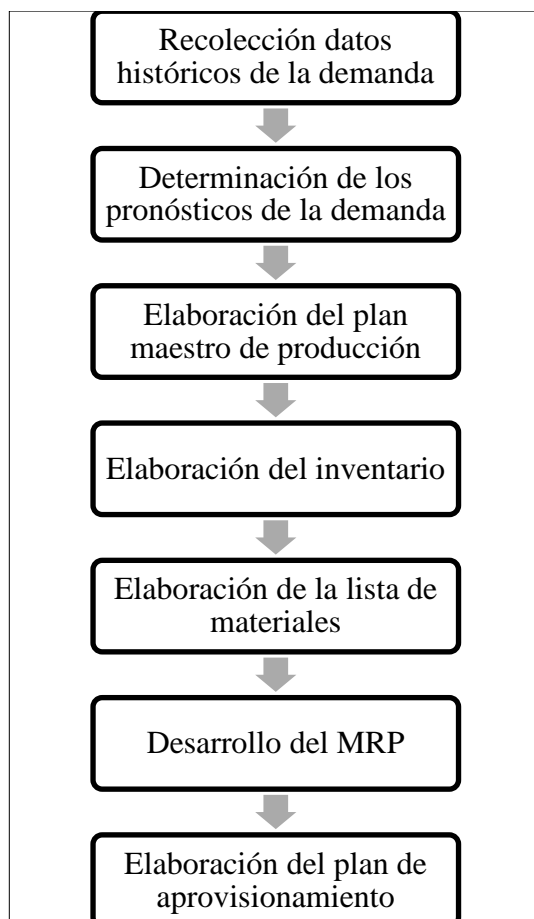 Recolección datos
históricos de la demanda
Determinación de los
pronósticos de la demanda
Elaboración del plan
maestro de producción
Elaboración del inventario
Elaboración de la lista de
materiales
Desarrollo del MRP
Elaboración del plan de
aprovisionamiento